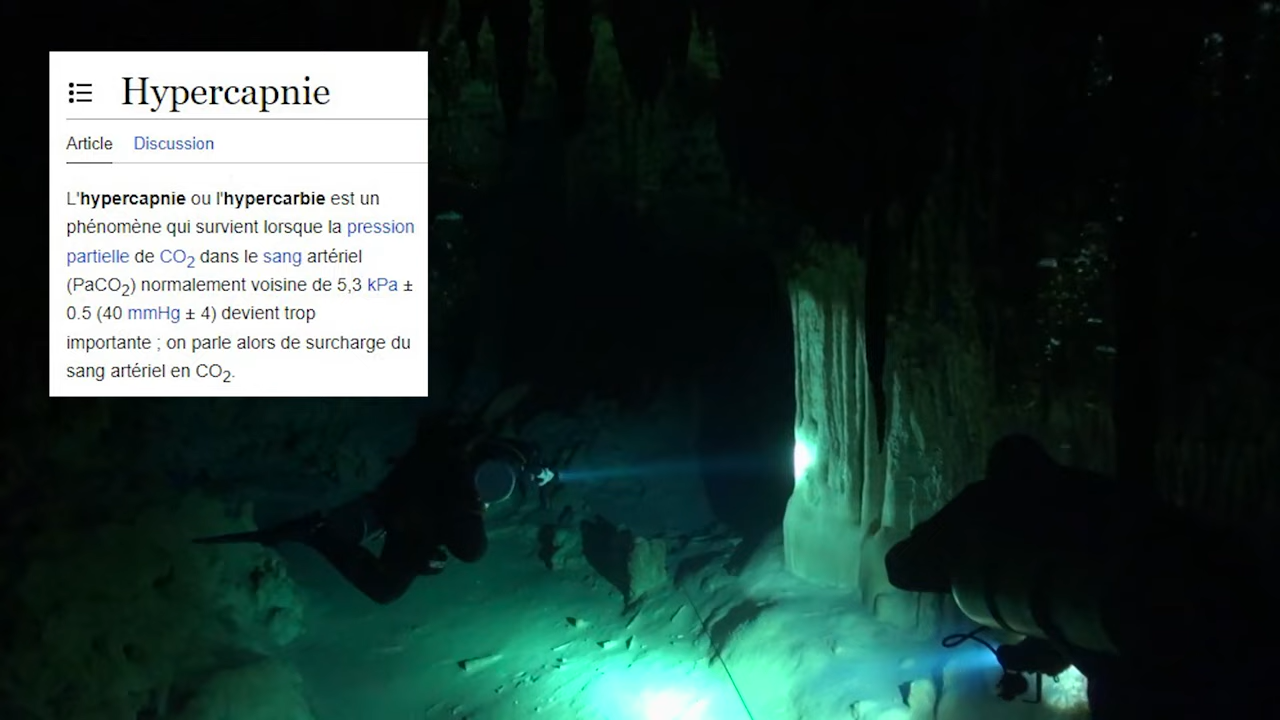 Hypercapnie
Article Discussion
L'hypercapnie ou l'hypercarbie est un
phénomène qui survient lorsque la pression
partielle de CO₂ dans le sang artériel
(PaCO₂) normalement voisine de 5,3 kPa ±
0.5 (40 mmHg ± 4) devient trop
importante ; on parle alors de surcharge du
sang artériel en CO₂.